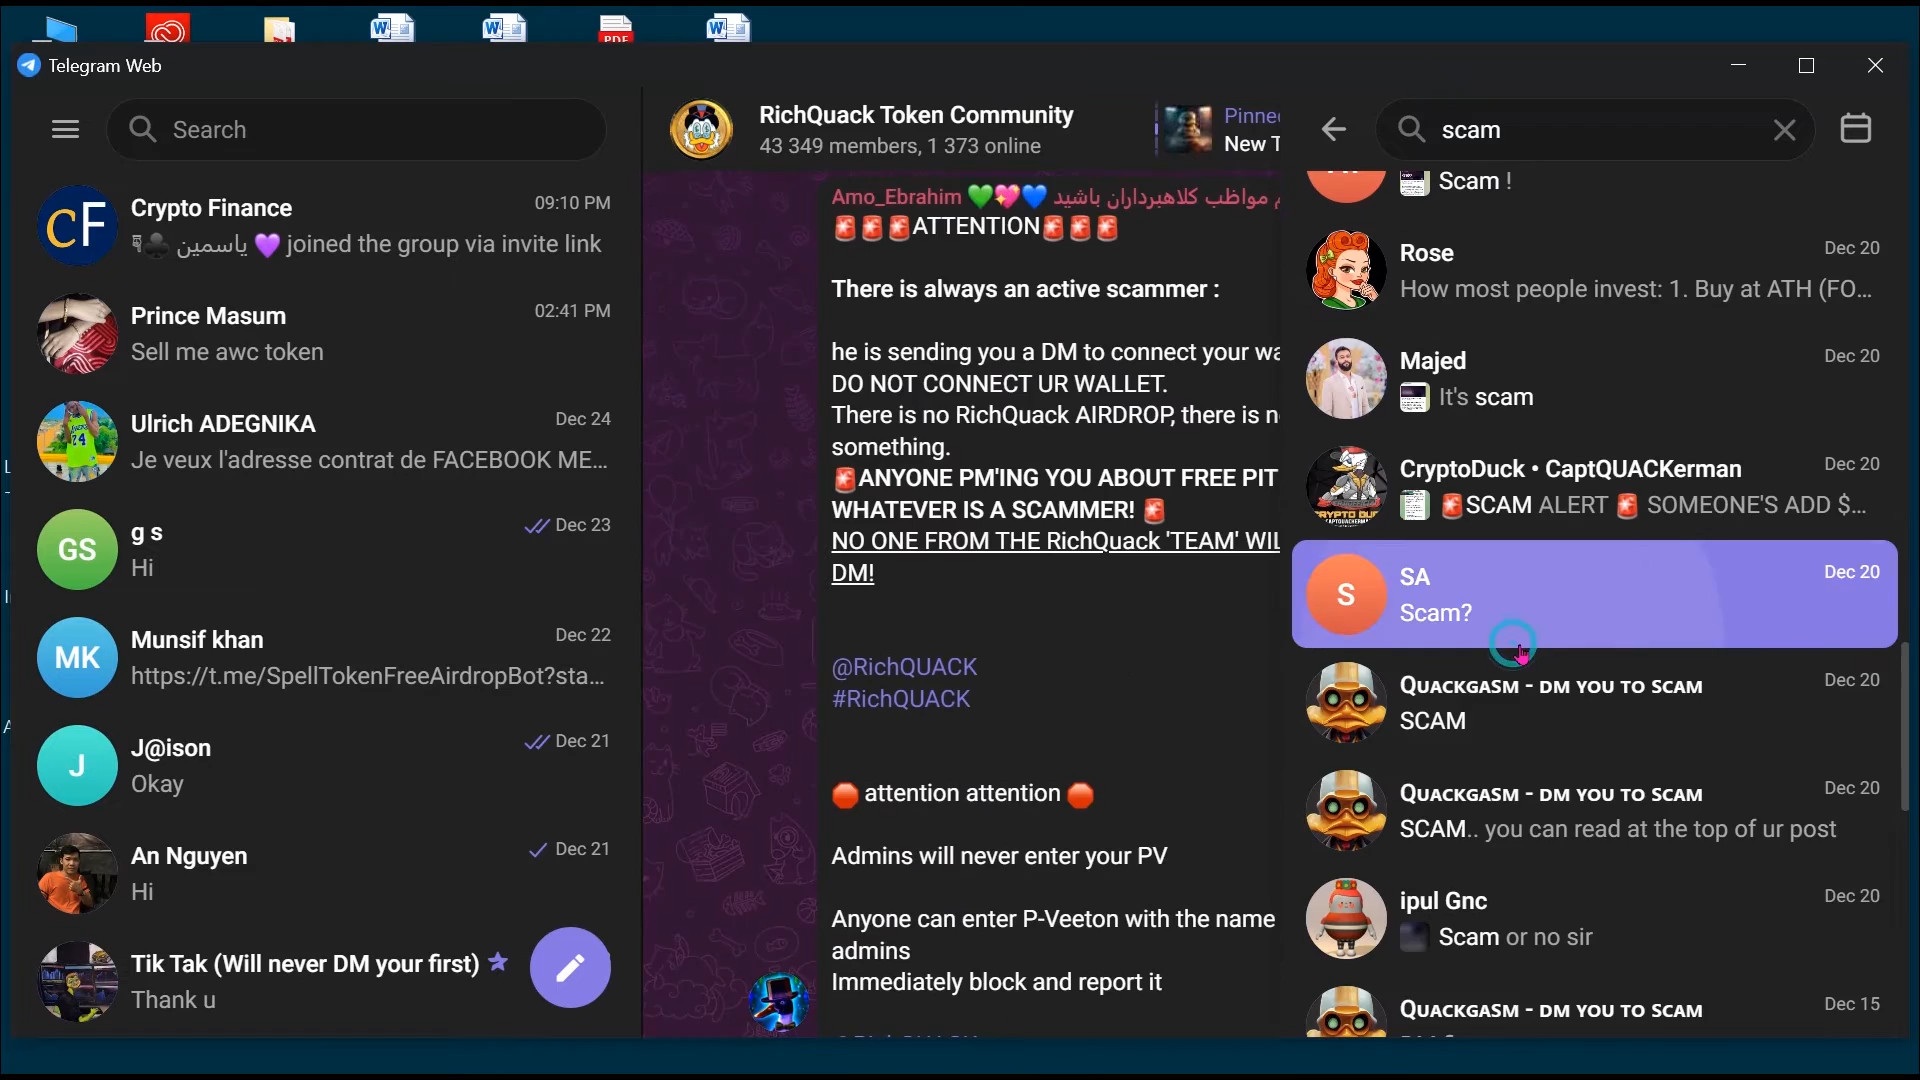 PDF
Telegram Web
Search
CF
Crypto Finance
09:10 PM
ياسمين 💜 joined the group via invite link
Prince Masum
02:41 PM
Sell me awc token
Ulrich ADEGNIKA
Dec 24
Je veux l'adresse contrat de FACEBOOK ME...
GS
g s
Dec 23
Hi
MK
Munsif khan
Dec 22
https://t.me/SpellTokenFreeAirdropBot?sta...
J
J@ison
Dec 21
Okay
An Nguyen
Dec 21
Hi
Tik Tak (Will never DM your first)
Thank u
RichQuack Token Community
43 349 members, 1 373 online
Pinned
New T
Amo_Ebrahim 💚💖💙 مواظب کلاهبرداران باشید
🚨🚨🚨ATTENTION🚨🚨🚨
There is always an active scammer :
he is sending you a DM to connect your wa
DO NOT CONNECT UR WALLET.
There is no RichQuack AIRDROP, there is n
something.
🚨ANYONE PM'ING YOU ABOUT FREE PIT
WHATEVER IS A SCAMMER! 🚨
NO ONE FROM THE RichQuack 'TEAM' WIL
DM!
@RichQUACK
#RichQUACK
🛑 attention attention 🛑
Admins will never enter your PV
Anyone can enter P-Veeton with the name
admins
Immediately block and report it
scam
Scam !
Rose
Dec 20
How most people invest: 1. Buy at ATH (FO...
Majed
Dec 20
It's scam
CryptoDuck • CaptQUACKerman
Dec 20
🚨SCAM ALERT 🚨 SOMEONE'S ADD $...
S
SA
Dec 20
Scam?
Quackgasm - dm you to scam
Dec 20
SCAM
Quackgasm - dm you to scam
Dec 20
SCAM.. you can read at the top of ur post
ipul Gnc
Dec 20
Scam or no sir
Quackgasm - dm you to scam
Dec 15